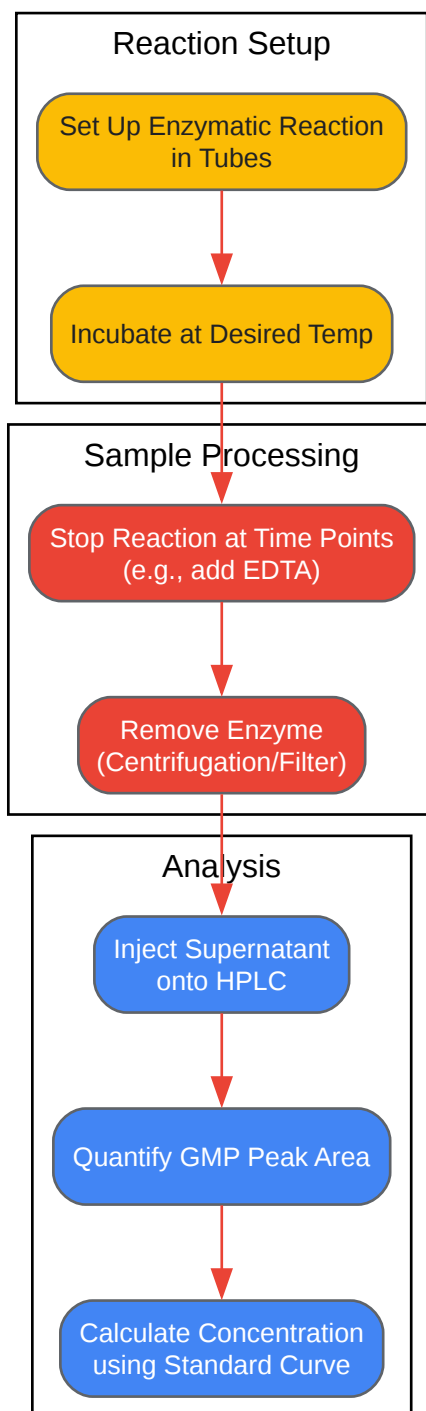 Reaction Setup
Set Up Enzymatic Reaction
in Tubes
Incubate at Desired Temp
Sample Processing
Stop Reaction at Time Points
(e.g., add EDTA)
Remove Enzyme
(Centrifugation/Filter)
Analysis
Inject Supernatant
onto HPLC
Quantify GMP Peak Area
Calculate Concentration
using Standard Curve